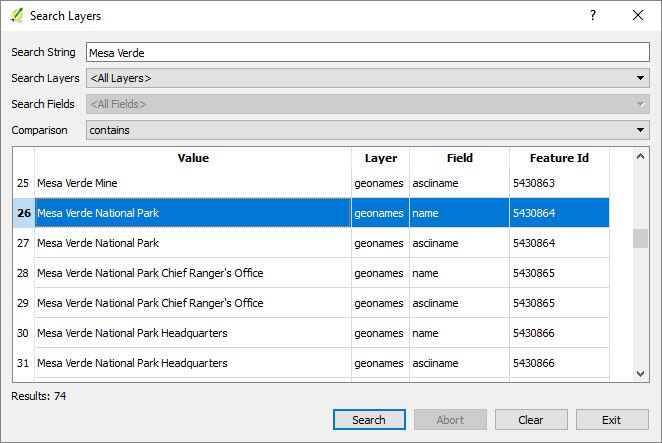 Search Layers
Search String Mesa Verde
Search Layers <All Layers>
Search Fields <All Fields>
Comparison contains
Value Layer Field Feature Id
25 Mesa Verde Mine geonames asciiname 5430863
26 Mesa Verde National Park geonames name 5430864
27 Mesa Verde National Park geonames asciiname 5430864
28 Mesa Verde National Park Chief Ranger's Office geonames name 5430865
29 Mesa Verde National Park Chief Ranger's Office geonames asciiname 5430865
30 Mesa Verde National Park Headquarters geonames name 5430866
31 Mesa Verde National Park Headquarters geonames asciiname 5430866
Results: 74
Search Abort Clear Exit